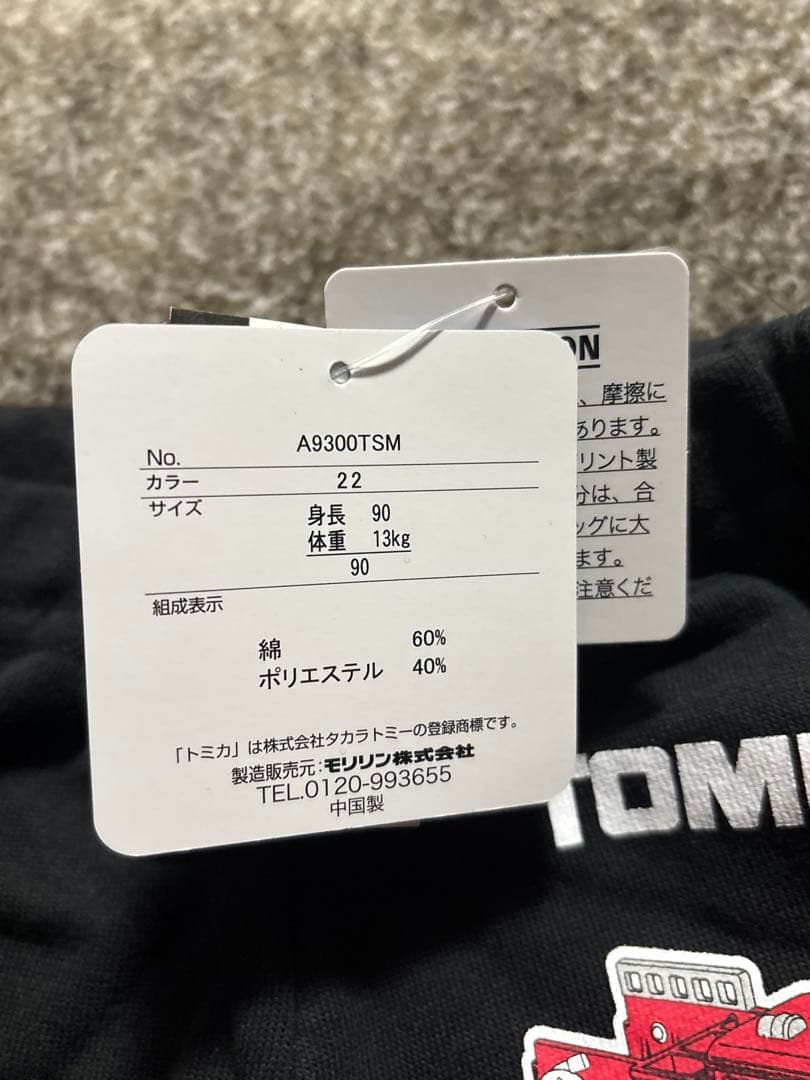 No. A9300TSM
カラー 22
サイズ 身長 90
体重 13kg
90
組成表示
綿 60%
ポリエステル 40%
「トミカ」は株式会社タカラトミーの登録商標です。
製造販売元:モリリン株式会社
TEL.0120-993655
中国製
ON
、摩擦に
あります。
リント製
分は、合
ッグに大
ます。
注意くだ
TOM